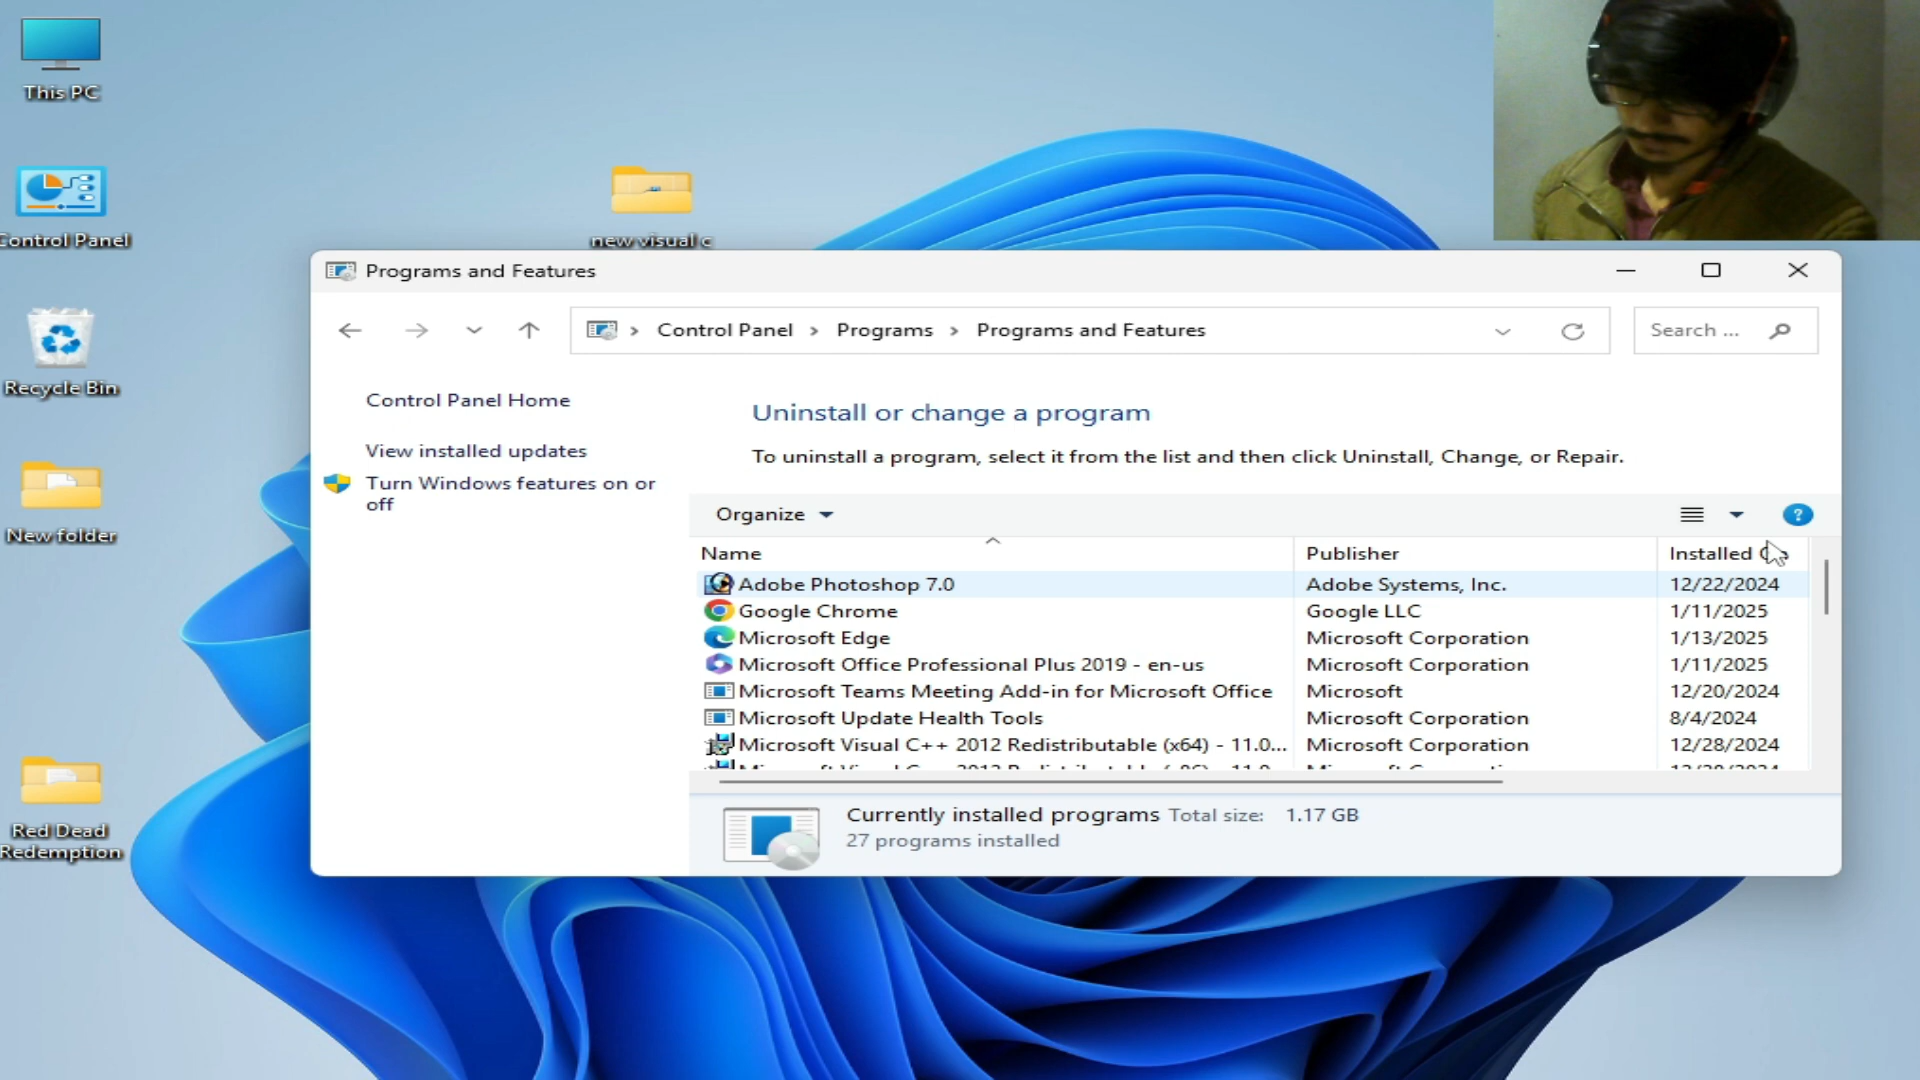 This PC
Control Panel
Recycle Bin
New folder
Red Dead
Redemption
new visual c
Programs and Features
Control Panel
Programs
Programs and Features
Search ...
Control Panel Home
View installed updates
Turn Windows features on or
off
Uninstall or change a program
To uninstall a program, select it from the list and then click Uninstall, Change, or Repair.
Organize
?
Name Publisher Installed
Adobe Photoshop 7.0 Adobe Systems, Inc. 12/22/2024
Google Chrome Google LLC 1/11/2025
Microsoft Edge Microsoft Corporation 1/13/2025
Microsoft Office Professional Plus 2019 - en-us Microsoft Corporation 1/11/2025
Microsoft Teams Meeting Add-in for Microsoft Office Microsoft 12/20/2024
Microsoft Update Health Tools Microsoft Corporation 8/4/2024
Microsoft Visual C++ 2012 Redistributable (x64) - 11.0... Microsoft Corporation 12/28/2024
Currently installed programs Total size: 1.17 GB
27 programs installed